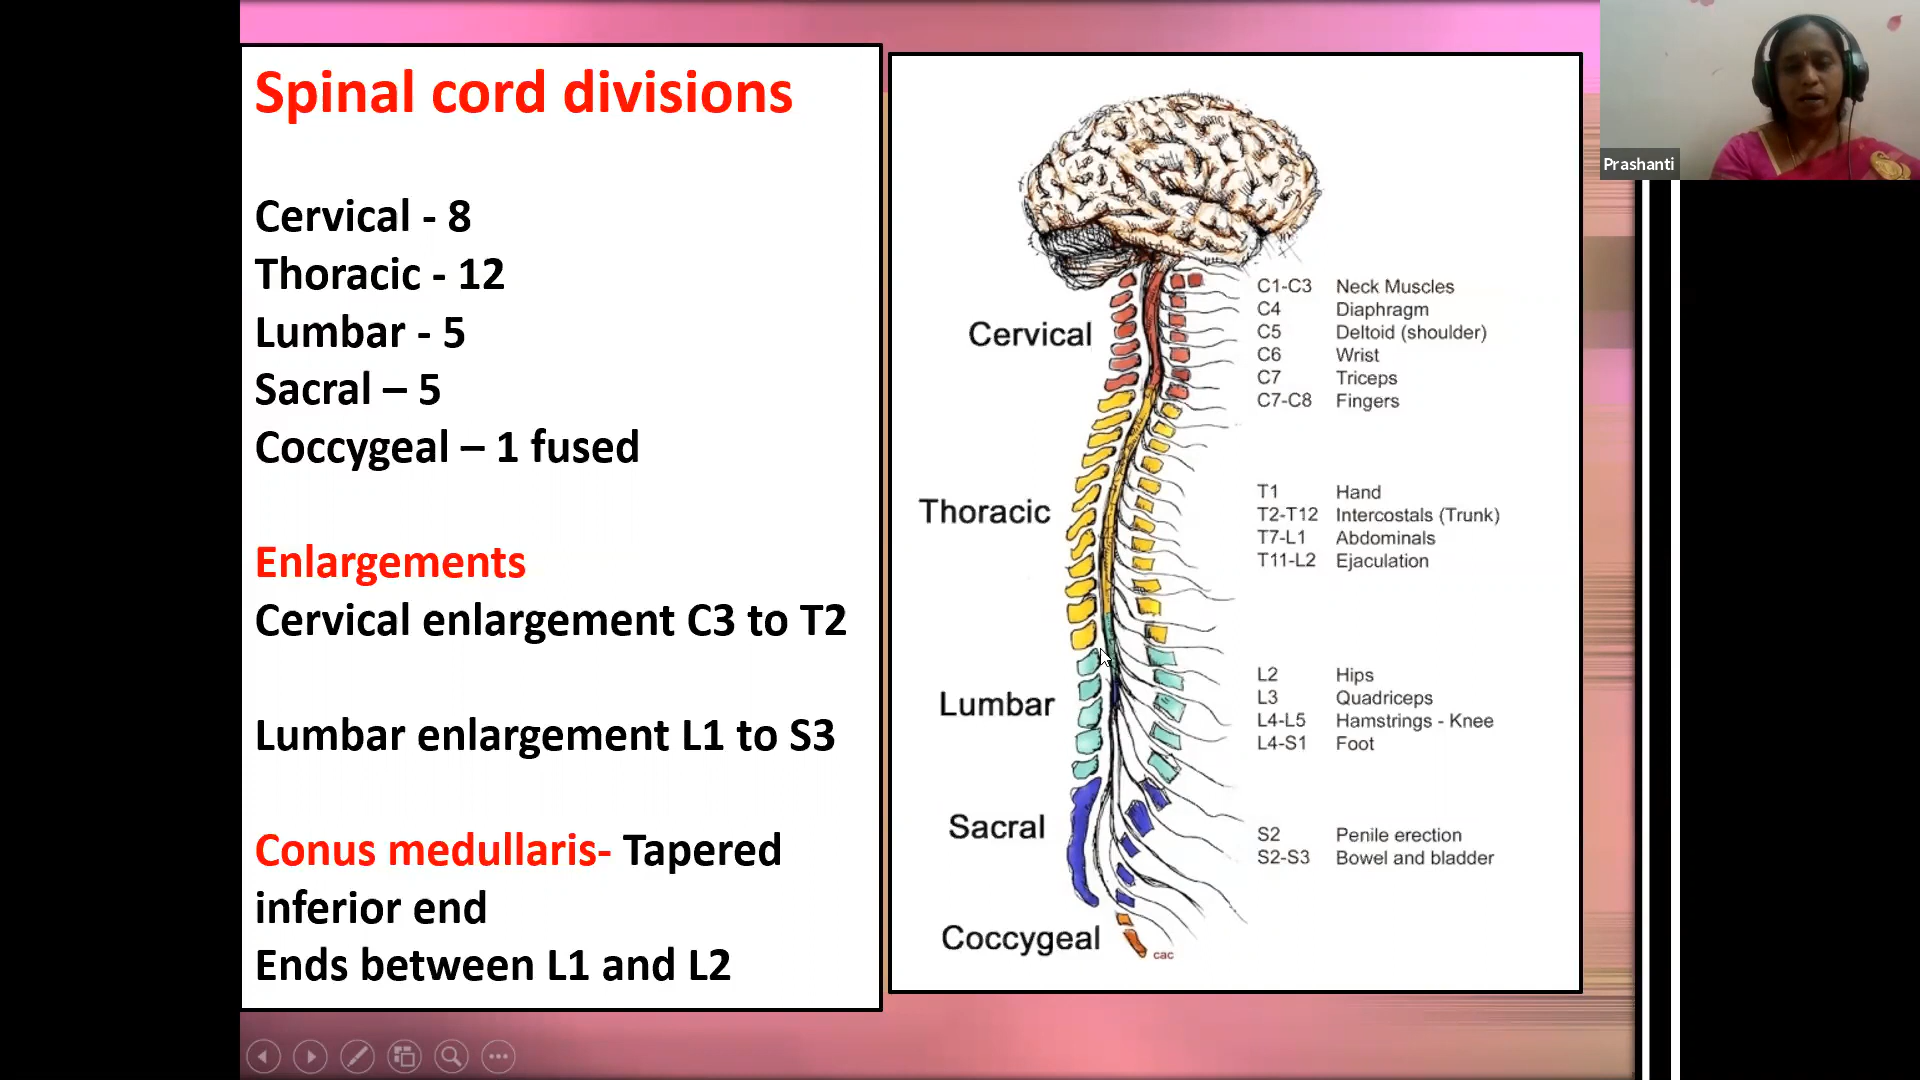 Spinal cord divisions
Cervical - 8
Thoracic - 12
Lumbar - 5
Sacral – 5
Coccygeal – 1 fused
Enlargements
Cervical enlargement C3 to T2
Lumbar enlargement L1 to S3
Conus medullaris- Tapered
inferior end
Ends between L1 and L2
Cervical
C1-C3 Neck Muscles
C4 Diaphragm
C5 Deltoid (shoulder)
C6 Wrist
C7 Triceps
C7-C8 Fingers
Thoracic
T1 Hand
T2-T12 Intercostals (Trunk)
T7-L1 Abdominals
T11-L2 Ejaculation
Lumbar
L2 Hips
L3 Quadriceps
L4-L5 Hamstrings - Knee
L4-S1 Foot
Sacral
S2 Penile erection
S2-S3 Bowel and bladder
Coccygeal
cac
Prashanti